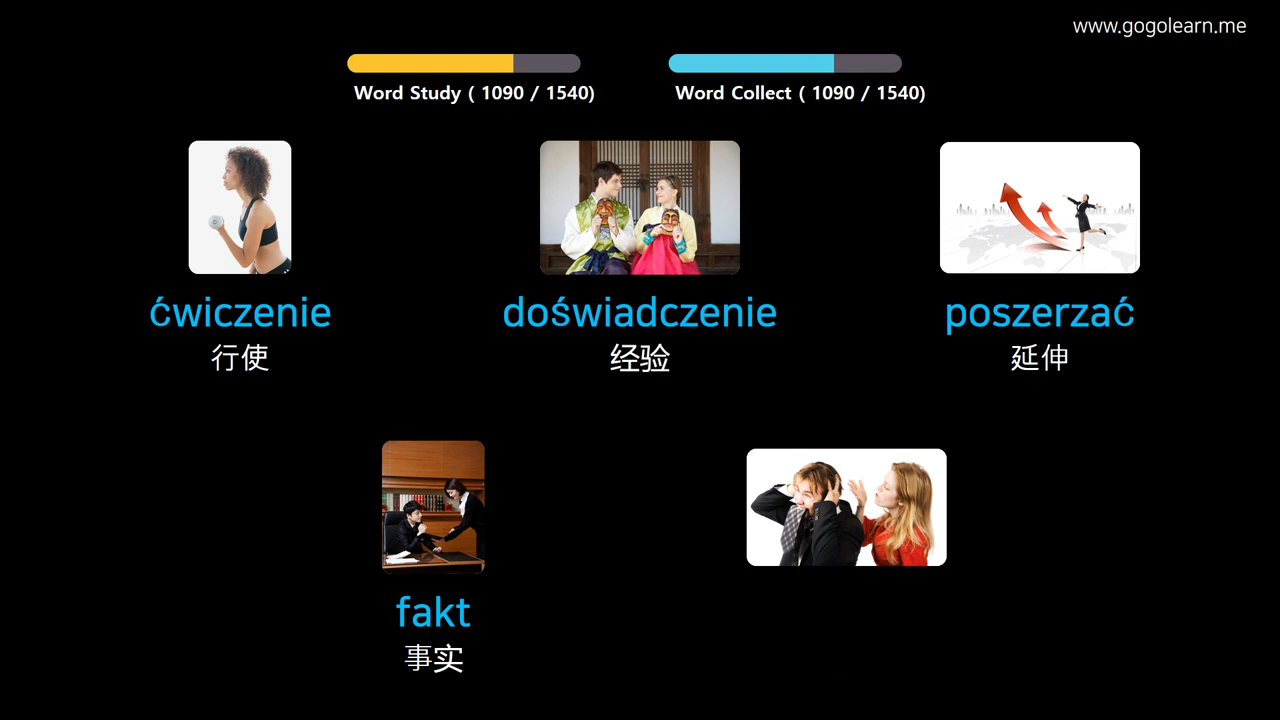 www.gogolearn.me
Word Study ( 1090 / 1540)
Word Collect ( 1090 / 1540)
ćwiczenie
行使
doświadczenie
经验
poszerzać
延伸
fakt
事实